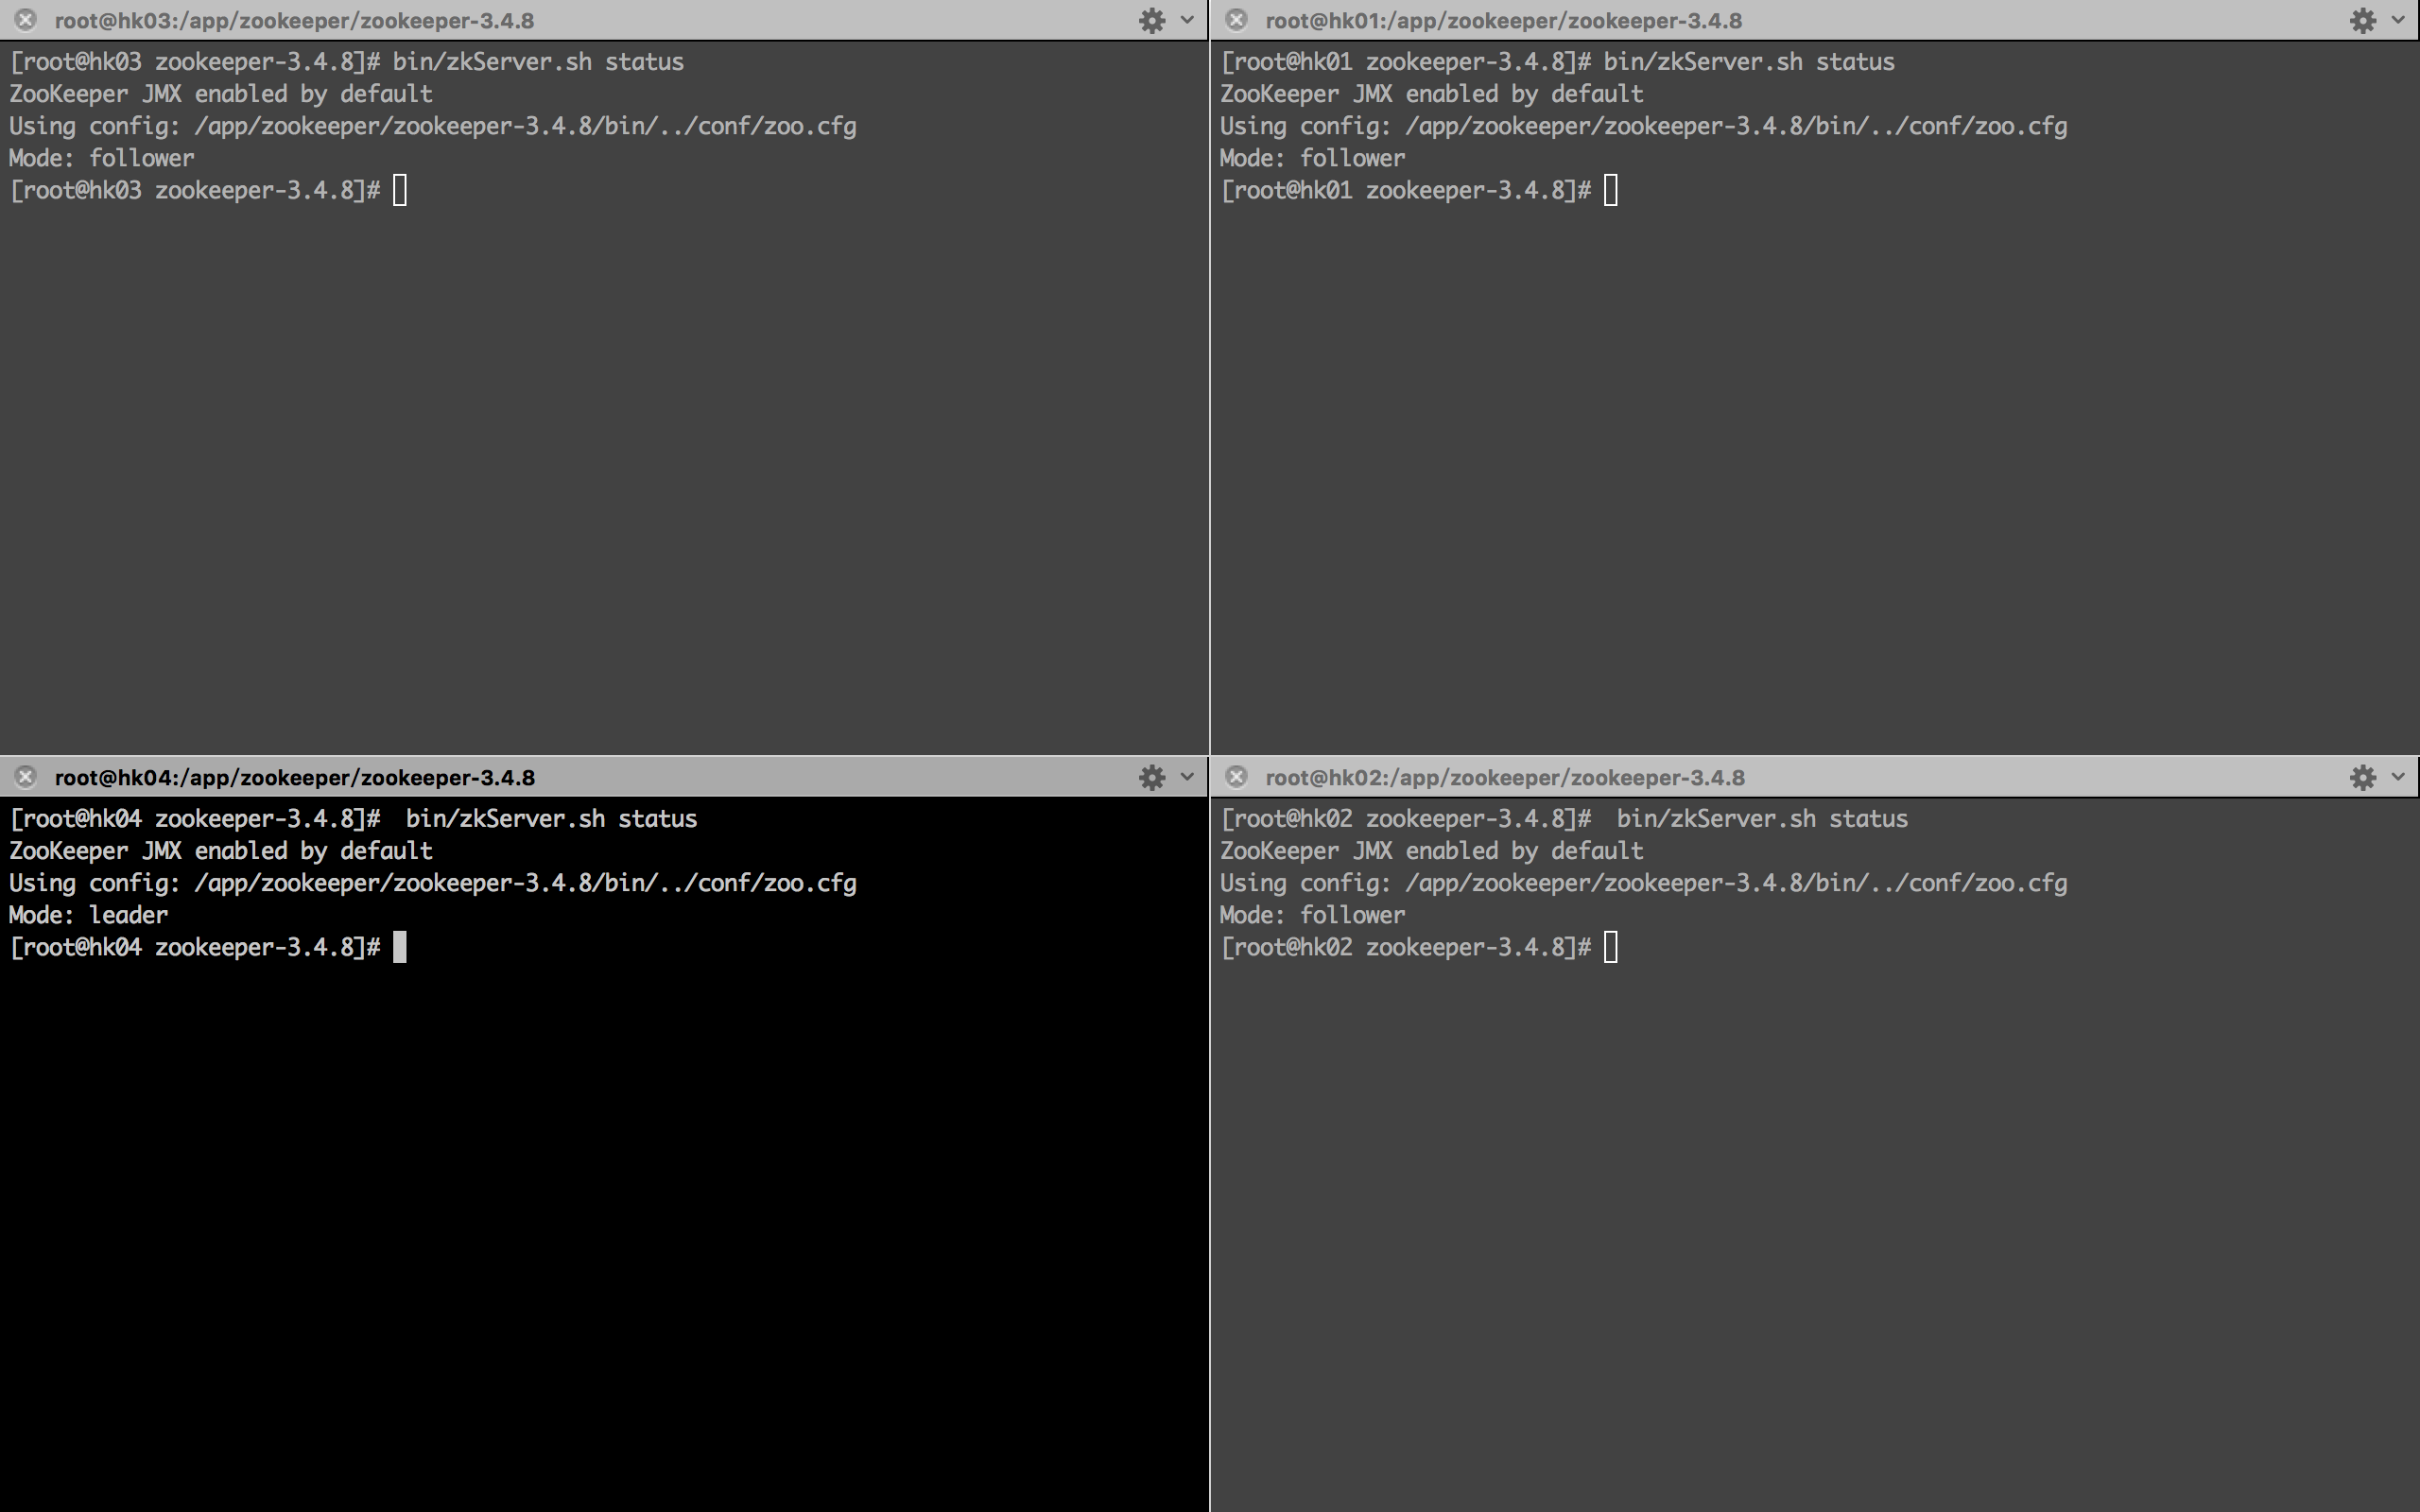 root@hk03:/app/zookeeper/zookeeper-3.4.8
[root@hk03 zookeeper-3.4.8]# bin/zkServer.sh status
ZooKeeper JMX enabled by default
Using config: /app/zookeeper/zookeeper-3.4.8/bin/../conf/zoo.cfg
Mode: follower
[root@hk03 zookeeper-3.4.8]#
root@hk01:/app/zookeeper/zookeeper-3.4.8
[root@hk01 zookeeper-3.4.8]# bin/zkServer.sh status
ZooKeeper JMX enabled by default
Using config: /app/zookeeper/zookeeper-3.4.8/bin/../conf/zoo.cfg
Mode: follower
[root@hk01 zookeeper-3.4.8]#
root@hk04:/app/zookeeper/zookeeper-3.4.8
[root@hk04 zookeeper-3.4.8]#  bin/zkServer.sh status
ZooKeeper JMX enabled by default
Using config: /app/zookeeper/zookeeper-3.4.8/bin/../conf/zoo.cfg
Mode: leader
[root@hk04 zookeeper-3.4.8]#
root@hk02:/app/zookeeper/zookeeper-3.4.8
[root@hk02 zookeeper-3.4.8]#  bin/zkServer.sh status
ZooKeeper JMX enabled by default
Using config: /app/zookeeper/zookeeper-3.4.8/bin/../conf/zoo.cfg
Mode: follower
[root@hk02 zookeeper-3.4.8]#